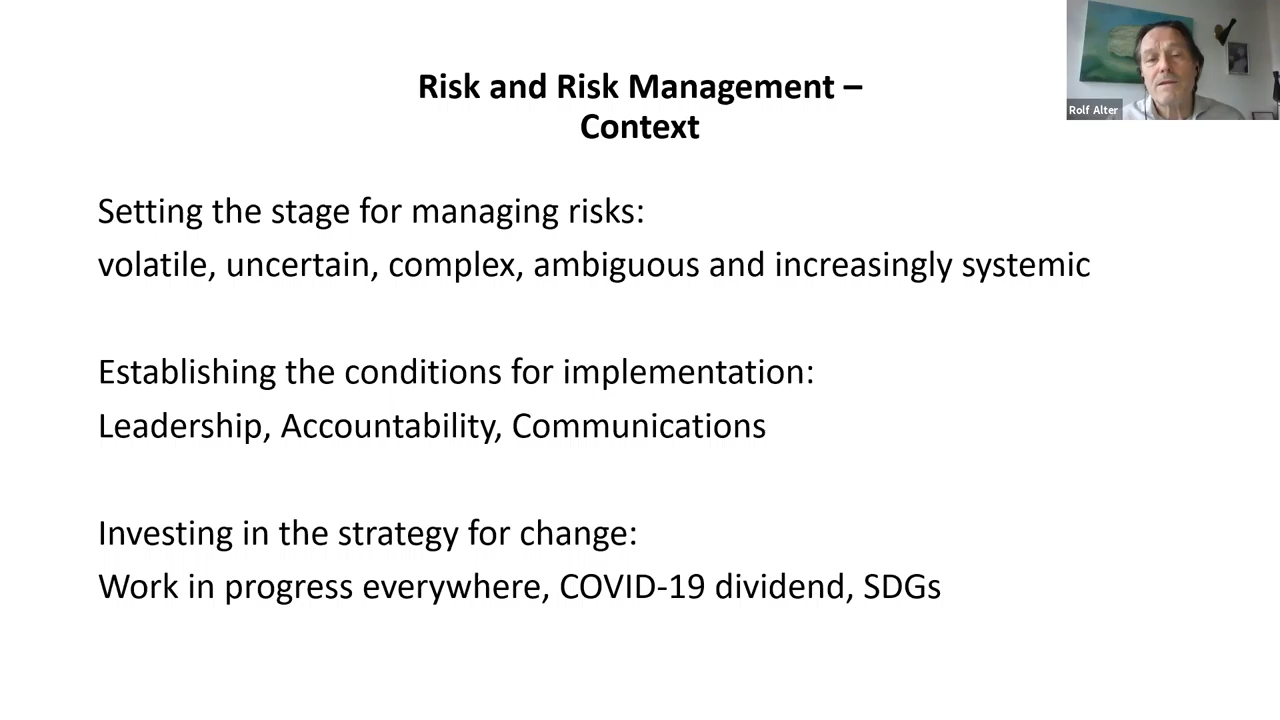 Risk and Risk Management –
Context
Rolf Alter
Setting the stage for managing risks:
volatile, uncertain, complex, ambiguous and increasingly systemic
Establishing the conditions for implementation:
Leadership, Accountability, Communications
Investing in the strategy for change:
Work in progress everywhere, COVID-19 dividend, SDGs